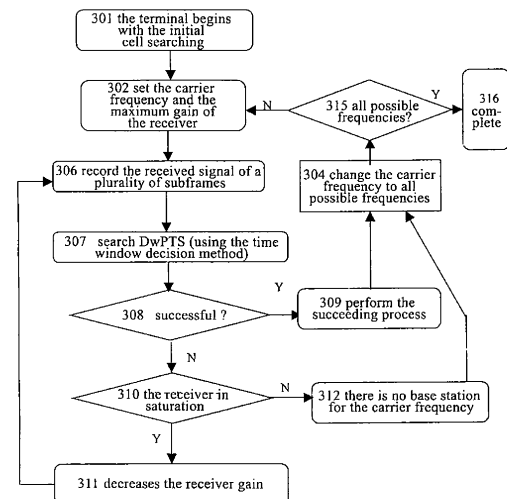 301 the terminal begins
with the initial
cell searching
302 set the carrier
frequency and the
maximum gain of
the receiver
N
315 all possible
frequencies?
Y
316
com-
plete
306 record the received signal of a
plurality of subframes
304 change the carrier
frequency to all
possible frequencies
307 search DwPTS (using the time
window decision method)
308 successful ?
Y
309 perform the
succeeding process
N
310 the receiver in
saturation
N
312 there is no base station
for the carrier frequency
Y
311 decreases the receiver gain